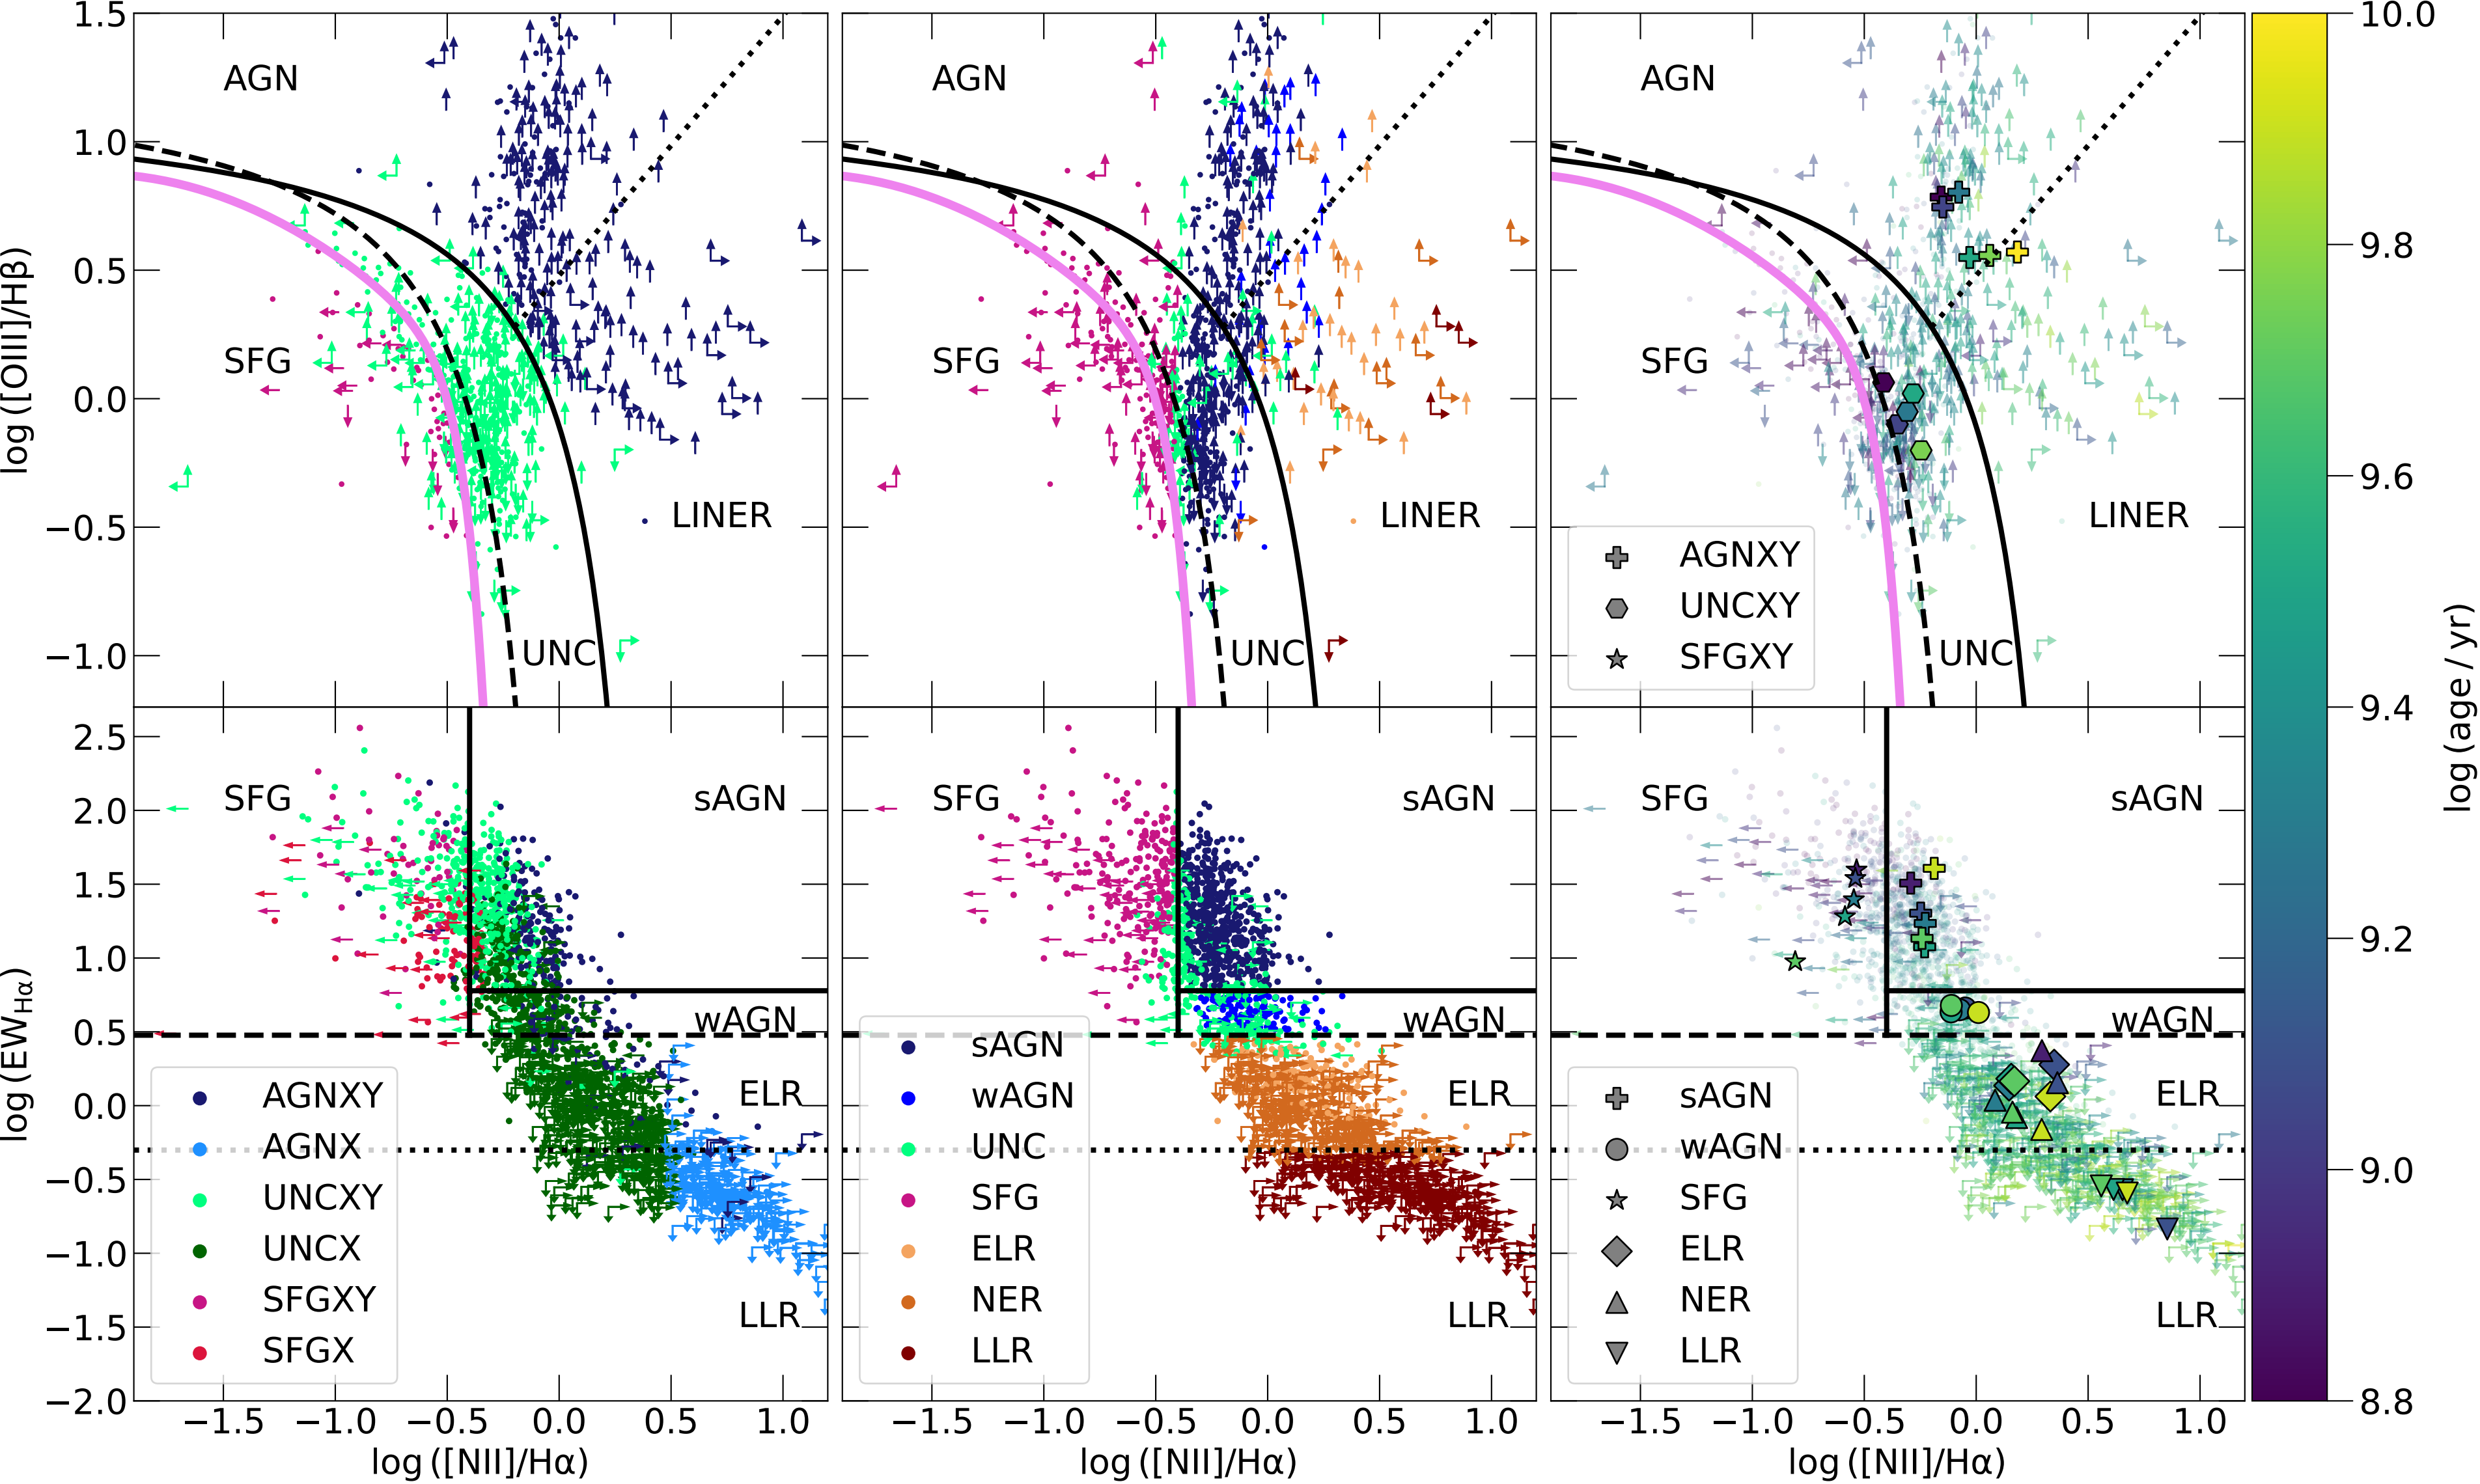 1.5
1.0
0.5
0.0
−0.5
−1.0
log ([OIII]/Hβ)
AGN
SFG
LINER
UNC
AGN
SFG
LINER
UNC
AGN
SFG
LINER
UNC
AGNXY
UNCXY
SFGXY
2.5
2.0
1.5
1.0
0.5
0.0
−0.5
−1.0
−1.5
−2.0
log (EWHα)
SFG
sAGN
wAGN
ELR
LLR
AGNXY
AGNX
UNCXY
UNCX
SFGXY
SFGX
−1.5
−1.0
−0.5
0.0
0.5
1.0
log ([NII]/Hα)
SFG
sAGN
wAGN
ELR
LLR
sAGN
wAGN
UNC
SFG
ELR
NER
LLR
−1.5
−1.0
−0.5
0.0
0.5
1.0
log ([NII]/Hα)
SFG
sAGN
wAGN
ELR
LLR
sAGN
wAGN
SFG
ELR
NER
LLR
−1.5
−1.0
−0.5
0.0
0.5
1.0
log ([NII]/Hα)
10.0
9.8
9.6
9.4
9.2
9.0
8.8
log (age / yr)